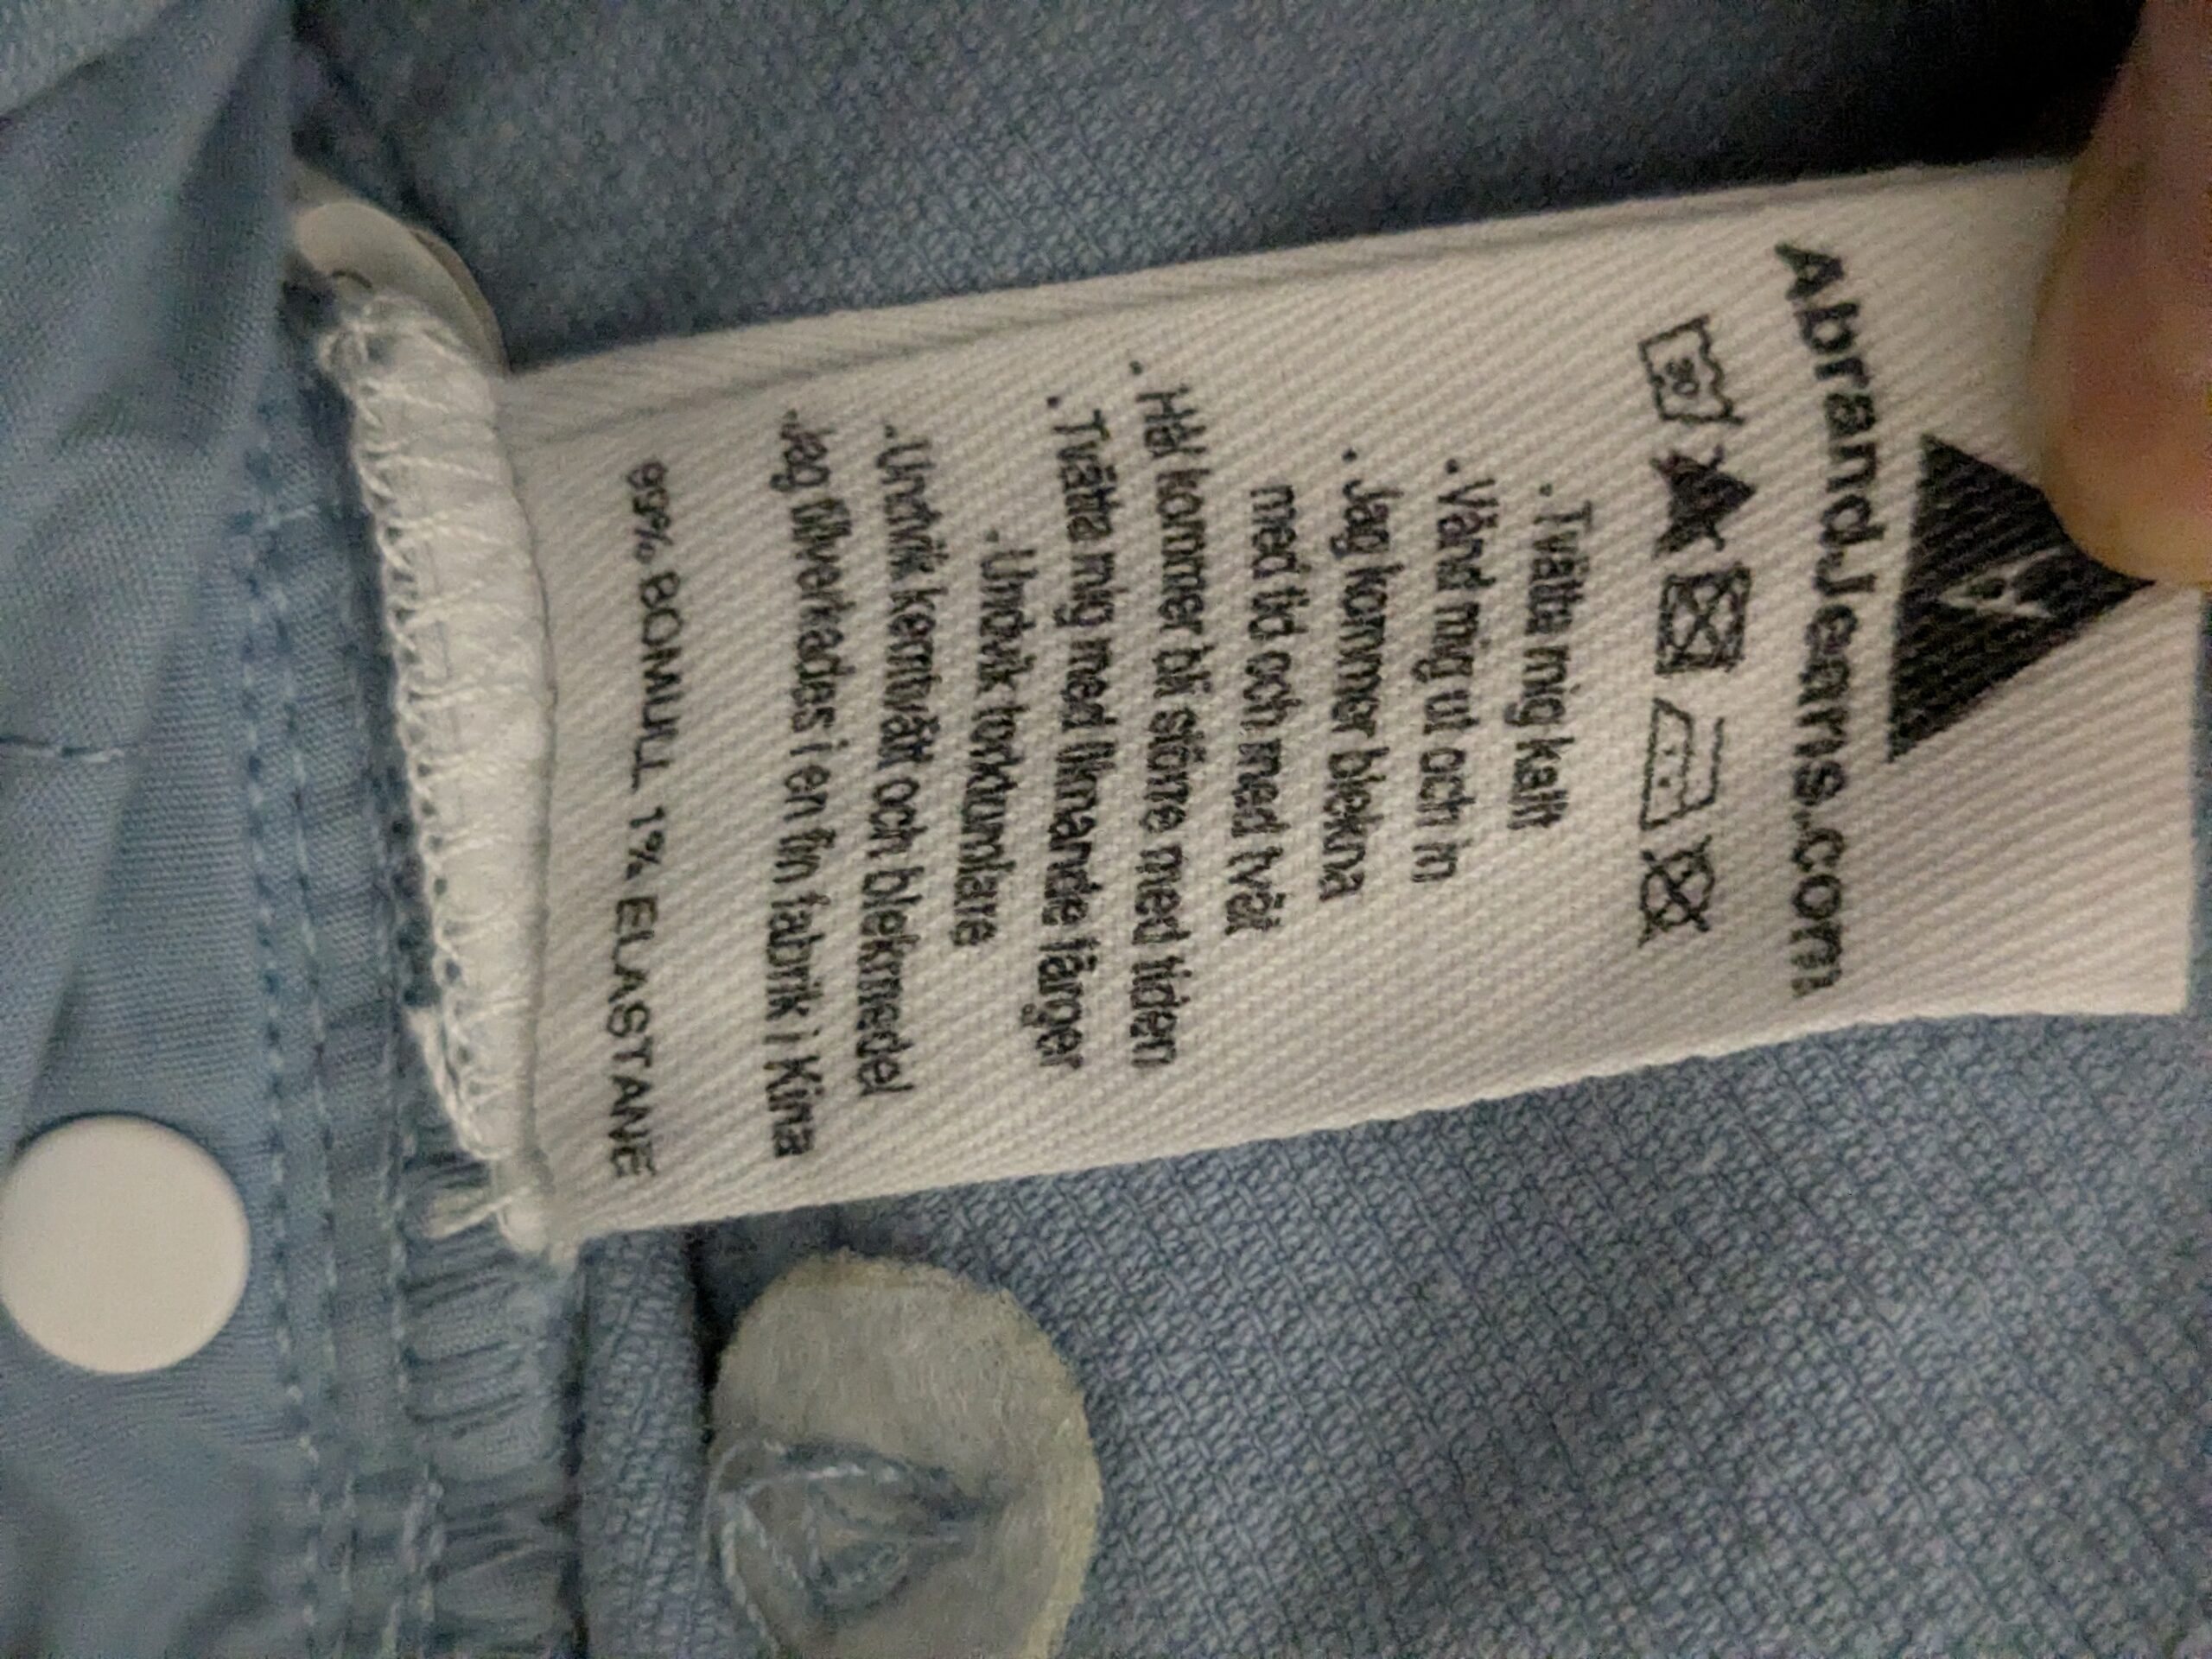 AbrandJeans.com
30
. Tvätta mig kallt
. Vänd mig ut och in
. Jag kommer blekna
med tid och med tvätt
. Hål kommer bli större med tiden
. Tvätta mig med liknande färger
. Undvik torktumlare
. Undvik kemtvätt och blekmedel
Jag tillverkades i en fin fabrik i Kina
99% BOMULL 1% ELASTANE